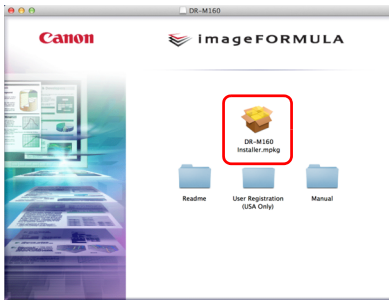 DR-M160
Canon
imageFORMULA
DR-M160
Installer.mpkg
Readme
User Registration
(USA Only)
Manual